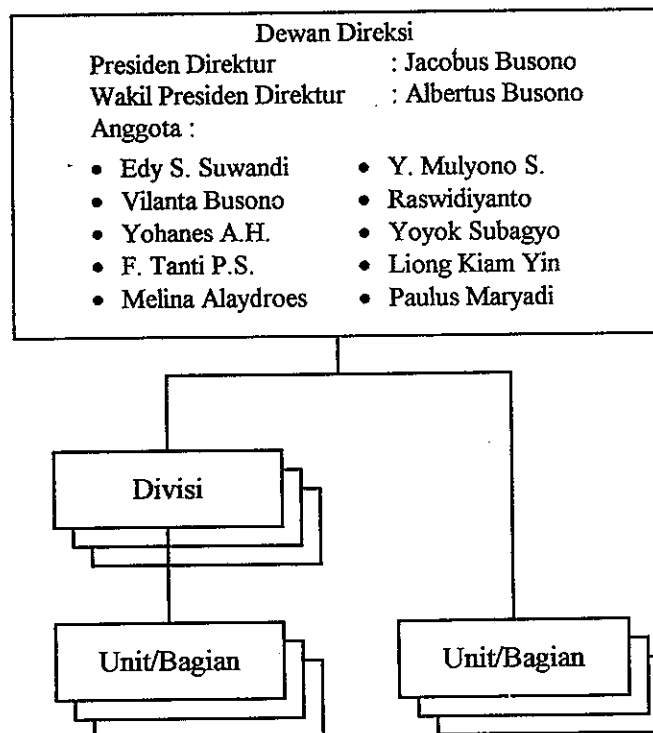 Dewan Direksi
Presiden Direktur : Jacobus Busono
Wakil Presiden Direktur : Albertus Busono
Anggota :
• Edy S. Suwandi • Y. Mulyono S.
• Vilanta Busono • Raswidiyanto
• Yohanes A.H. • Yoyok Subagyo
• F. Tanti P.S. • Liong Kiam Yin
• Melina Alaydroes • Paulus Maryadi
Divisi
Unit/Bagian Unit/Bagian